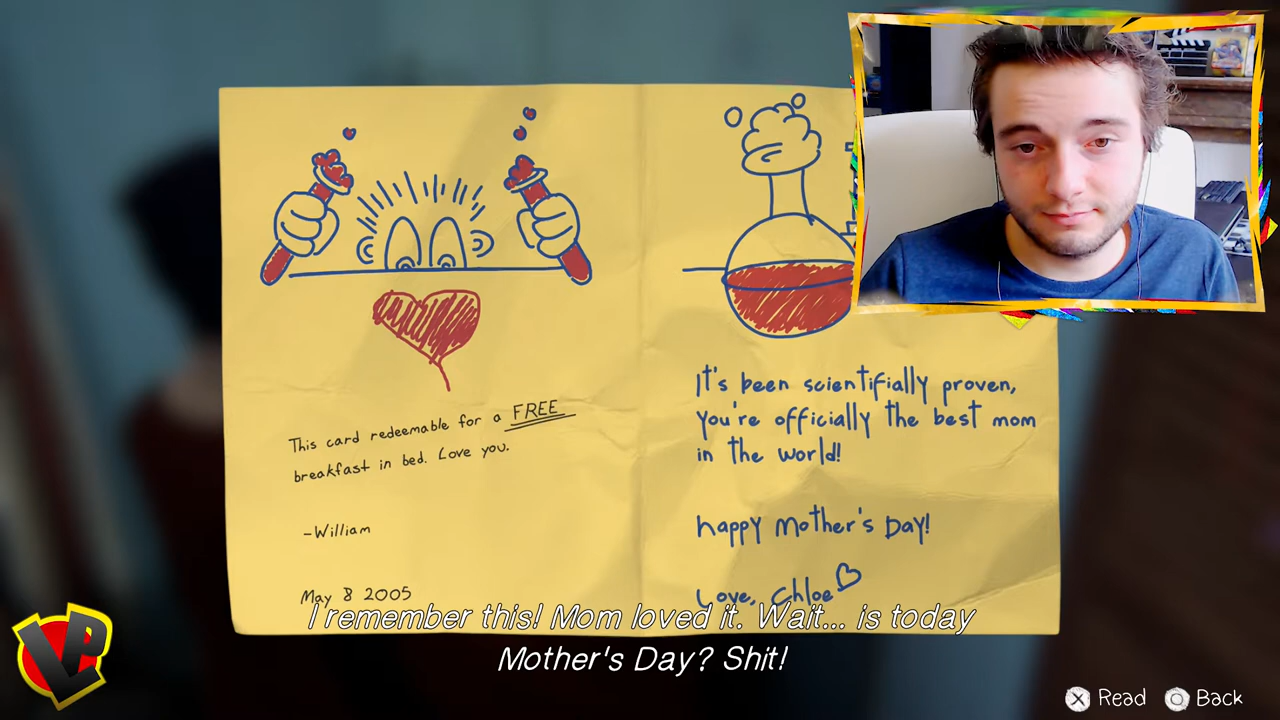 This card redeemable for a FREE
breakfast in bed. Love you.
-William
May 8 2005
It's been scientifially proven,
you're officially the best mom
in the world!
happy Mother's Day!
Love, Chloe
I remember this! Mom loved it. Wait... is today
Mother's Day? Shit!
LP
Read
Back